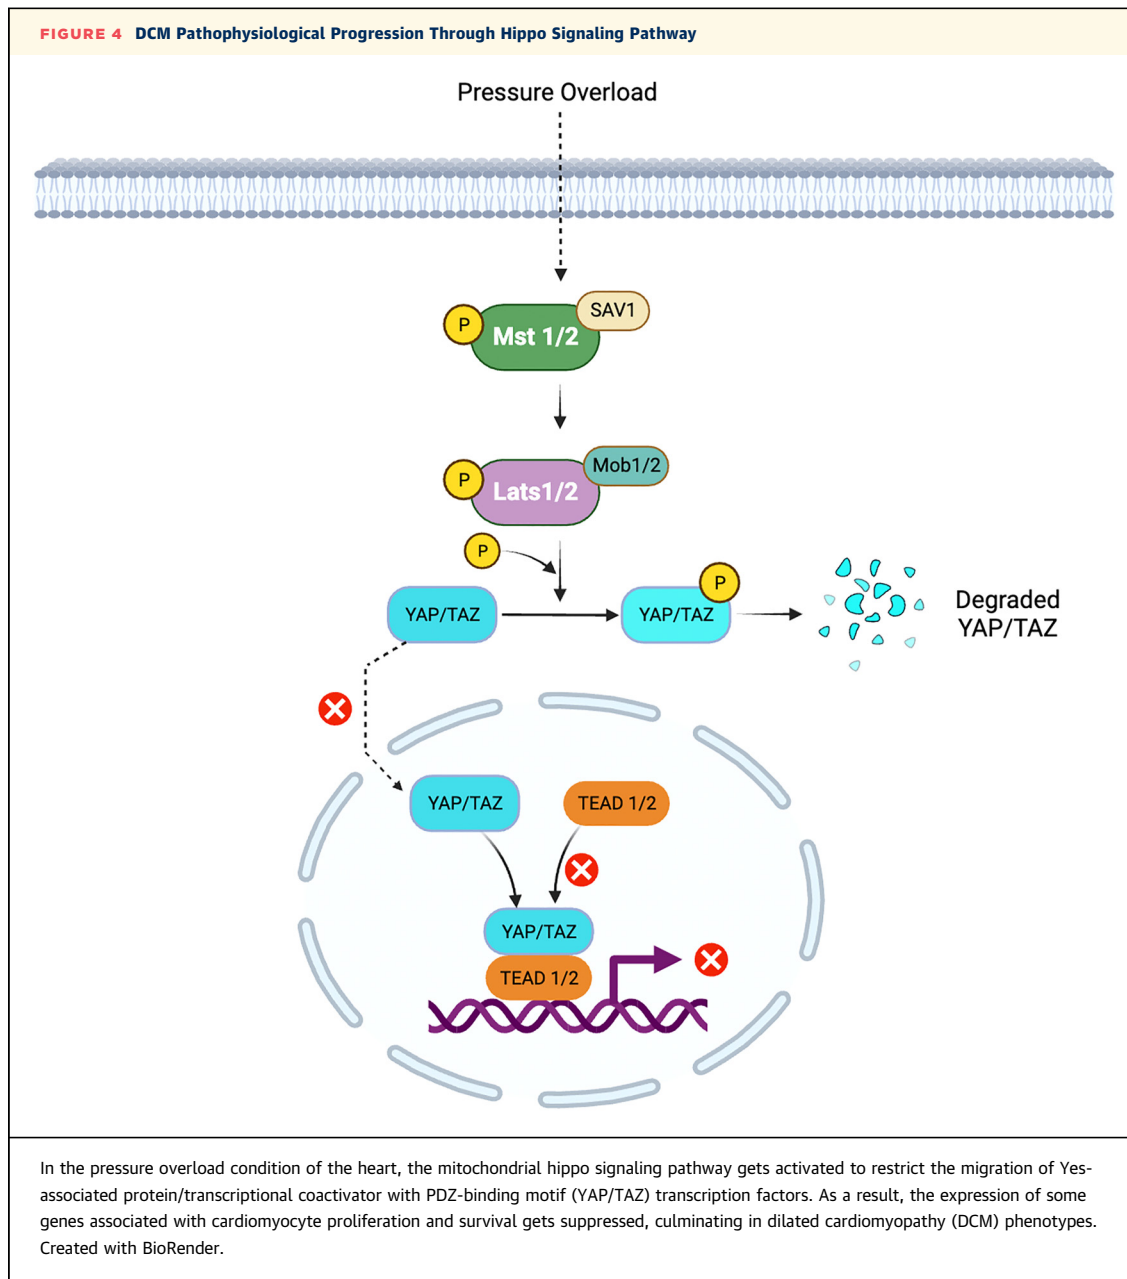 FIGURE 4 DCM Pathophysiological Progression Through Hippo Signaling Pathway
Pressure Overload
SAV1
P
Mst 1/2
Mob1/2
P
Lats1/2
P
P
YAP/TAZ
YAP/TAZ
Degraded
YAP/TAZ
YAP/TAZ
TEAD 1/2
YAP/TAZ
TEAD 1/2
In the pressure overload condition of the heart, the mitochondrial hippo signaling pathway gets activated to restrict the migration of Yes-
associated protein/transcriptional coactivator with PDZ-binding motif (YAP/TAZ) transcription factors. As a result, the expression of some
genes associated with cardiomyocyte proliferation and survival gets suppressed, culminating in dilated cardiomyopathy (DCM) phenotypes.
Created with BioRender.